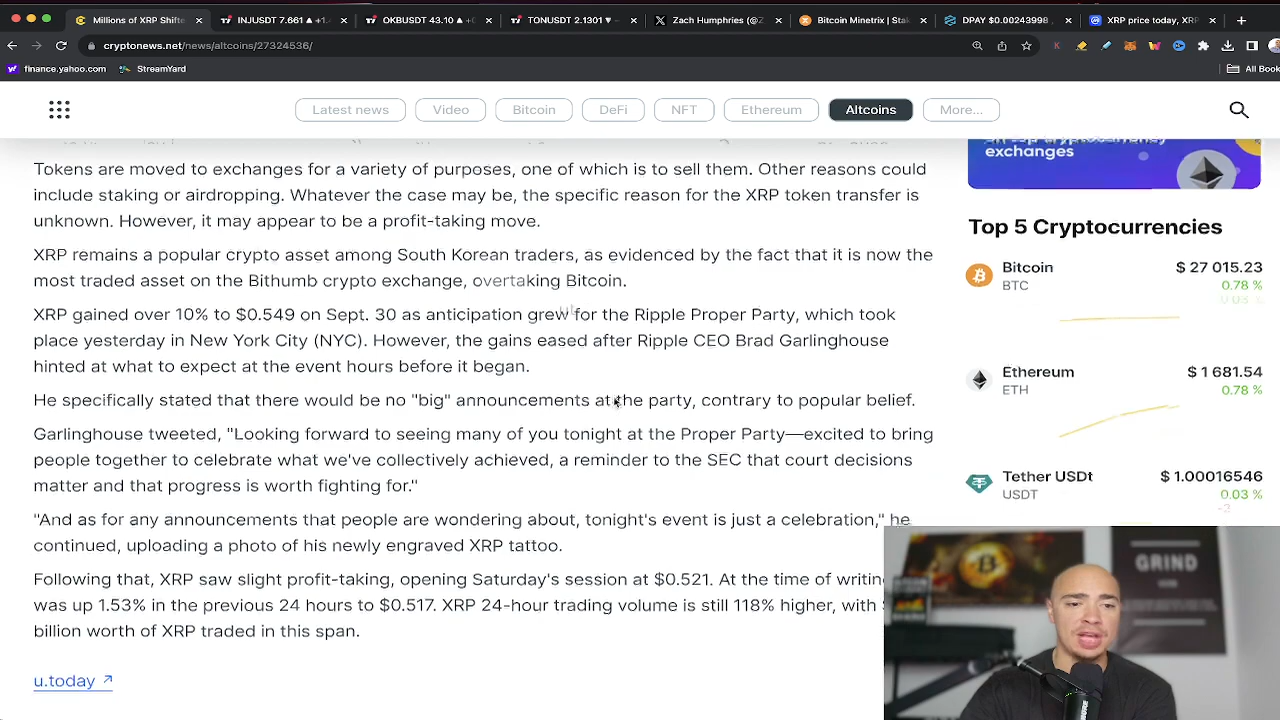 Millions of XRP Shifte
INJUSDT 7.661 ▲ +1.
OKBUSDT 43.10 ▲ +
TONUSDT 2.1301 ▼ −
Zach Humphries (@Z
Bitcoin Minetrix | Stak
DPAY $0.00243998
XRP price today, XRP
cryptonews.net/news/altcoins/27324536/
finance.yahoo.com
StreamYard
All Book
Latest news
Video
Bitcoin
DeFi
NFT
Ethereum
Altcoins
More...
Tokens are moved to exchanges for a variety of purposes, one of which is to sell them. Other reasons could
include staking or airdropping. Whatever the case may be, the specific reason for the XRP token transfer is
unknown. However, it may appear to be a profit-taking move.
XRP remains a popular crypto asset among South Korean traders, as evidenced by the fact that it is now the
most traded asset on the Bithumb crypto exchange, overtaking Bitcoin.
XRP gained over 10% to $0.549 on Sept. 30 as anticipation grew for the Ripple Proper Party, which took
place yesterday in New York City (NYC). However, the gains eased after Ripple CEO Brad Garlinghouse
hinted at what to expect at the event hours before it began.
He specifically stated that there would be no "big" announcements at the party, contrary to popular belief.
Garlinghouse tweeted, "Looking forward to seeing many of you tonight at the Proper Party—excited to bring
people together to celebrate what we've collectively achieved, a reminder to the SEC that court decisions
matter and that progress is worth fighting for."
"And as for any announcements that people are wondering about, tonight's event is just a celebration," he
continued, uploading a photo of his newly engraved XRP tattoo.
Following that, XRP saw slight profit-taking, opening Saturday's session at $0.521. At the time of writin
was up 1.53% in the previous 24 hours to $0.517. XRP 24-hour trading volume is still 118% higher, with
billion worth of XRP traded in this span.
u.today
exchanges
Top 5 Cryptocurrencies
Bitcoin $ 27 015.23
BTC 0.78 %
Ethereum $ 1 681.54
ETH 0.78 %
Tether USDt $ 1.00016546
USDT 0.03 %
GRIND